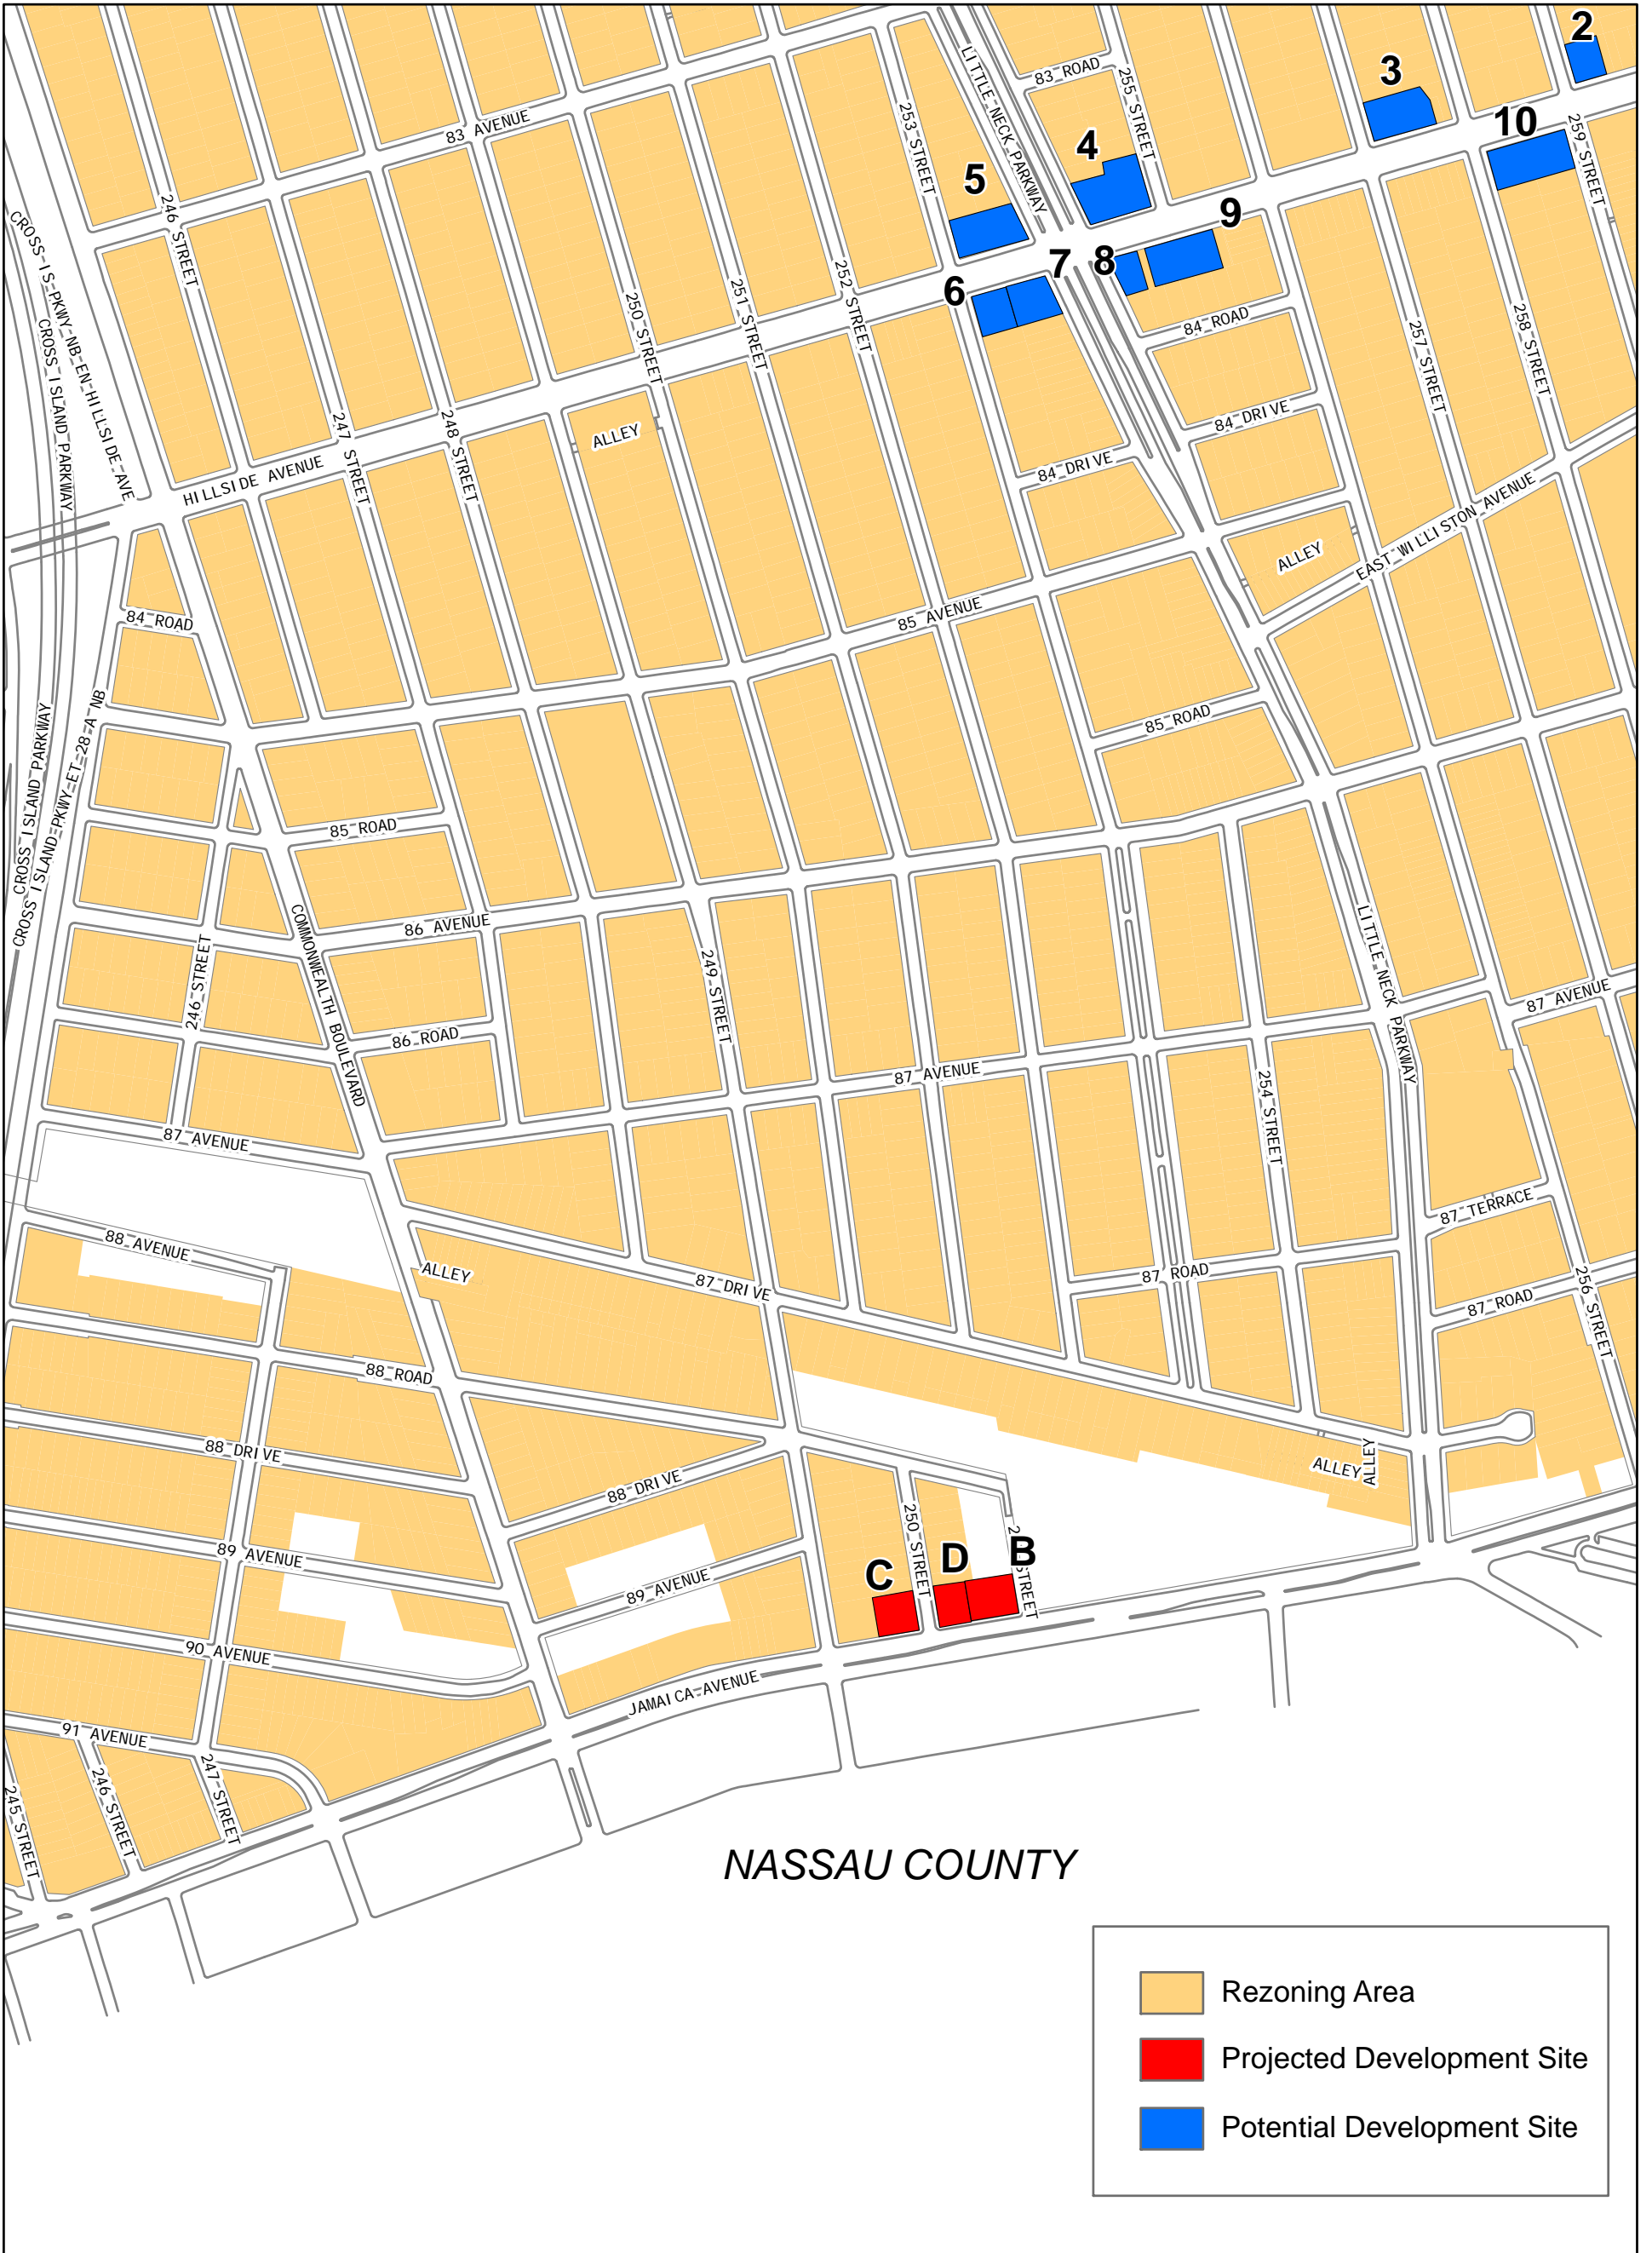 2
3
83 ROAD
LITTLE NECK PARKWAY
255 STREET
10
83 AVENUE
253 STREET
4
259 STREET
5
246 STREET
9
CROSS IS PKWY NB EN HILLSIDE AVE
CROSS ISLAND PARKWAY
7
8
6
252 STREET
251 STREET
250 STREET
84 ROAD
258 STREET
257 STREET
84 DRIVE
ALLEY
248 STREET
247 STREET
HILLSIDE AVENUE
84 DRIVE
EAST WILLISTON AVENUE
ALLEY
84 ROAD
85 AVENUE
85 ROAD
CROSS ISLAND PARKWAY
CROSS ISLAND PKWY ET 28 A NB
85 ROAD
86 AVENUE
COMMONWEALTH BOULEVARD
246 STREET
249 STREET
LITTLE NECK PARKWAY
87 AVENUE
86 ROAD
87 AVENUE
254 STREET
87 AVENUE
87 TERRACE
88 AVENUE
ALLEY
87 DRIVE
87 ROAD
87 ROAD
256 STREET
88 ROAD
88 DRIVE
ALLEY
ALLEY
88 DRIVE
250 STREET
89 AVENUE
C
D
B
STREET
89 AVENUE
90 AVENUE
JAMAICA AVENUE
91 AVENUE
245 STREET
246 STREET
247 STREET
NASSAU COUNTY
Rezoning Area
Projected Development Site
Potential Development Site